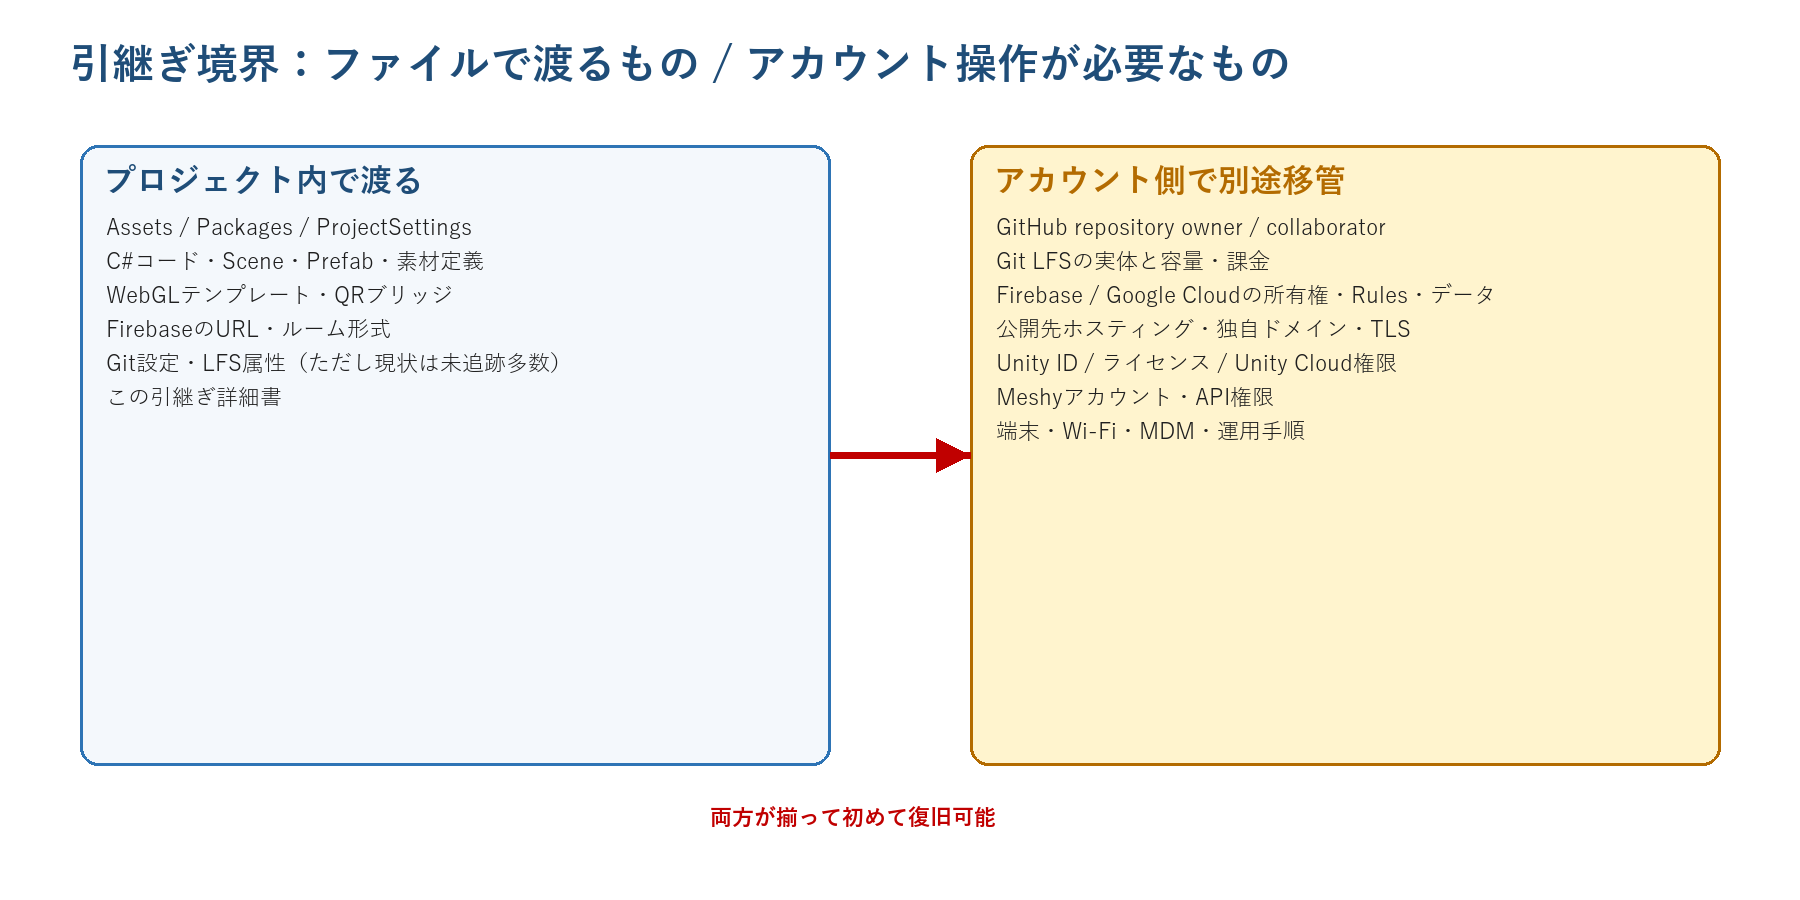 引継ぎ境界：ファイルで渡るもの / アカウント操作が必要なもの
プロジェクト内で渡る
Assets / Packages / ProjectSettings
C#コード・Scene・Prefab・素材定義
WebGLテンプレート・QRブリッジ
FirebaseのURL・ルーム形式
Git設定・LFS属性（ただし現状は未追跡多数）
この引継ぎ詳細書
アカウント側で別途移管
GitHub repository owner / collaborator
Git LFSの実体と容量・課金
Firebase / Google Cloudの所有権・Rules・データ
公開先ホスティング・独自ドメイン・TLS
Unity ID / ライセンス / Unity Cloud権限
Meshyアカウント・API権限
端末・Wi-Fi・MDM・運用手順
両方が揃って初めて復旧可能